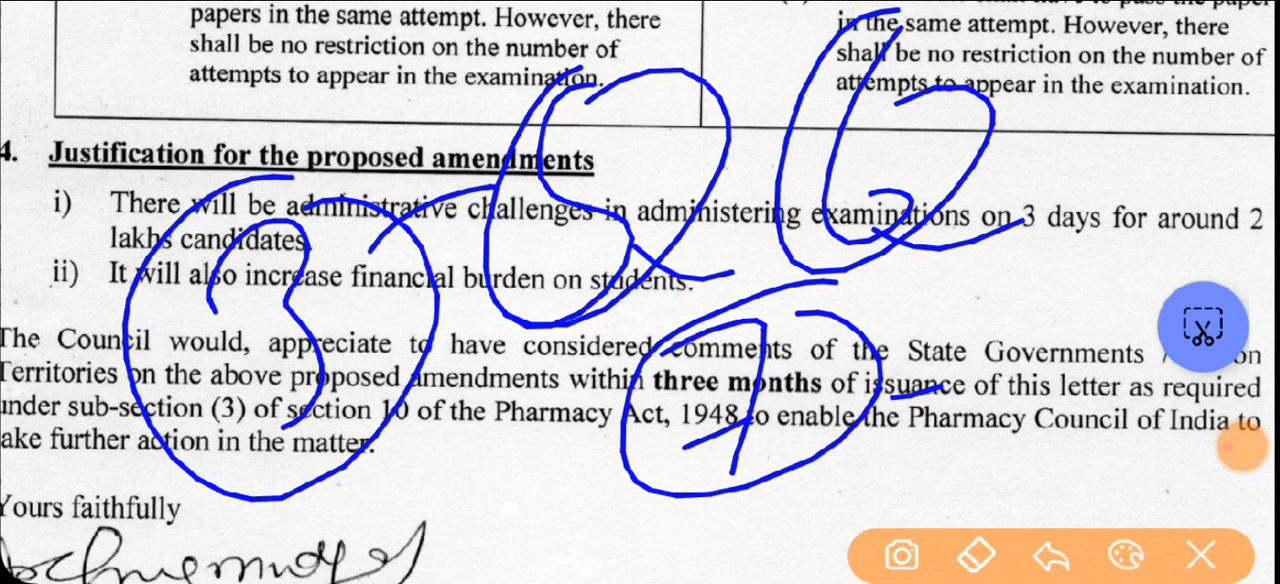 papers in the same attempt. However, there
shall be no restriction on the number of
attempts to appear in the examination.
in the same attempt. However, there
shall be no restriction on the number of
attempts to appear in the examination.
4. Justification for the proposed amendments
i) There will be administrative challenges in administering examinations on 3 days for around 2
lakhs candidates
ii) It will also increase financial burden on students.
The Council would, appreciate to have considered comments of the State Governments on
Territories on the above proposed amendments within three months of issuance of this letter as required
under sub-section (3) of section 10 of the Pharmacy Act, 1948 to enable the Pharmacy Council of India to
ake further action in the matter.
Yours faithfully
3
7